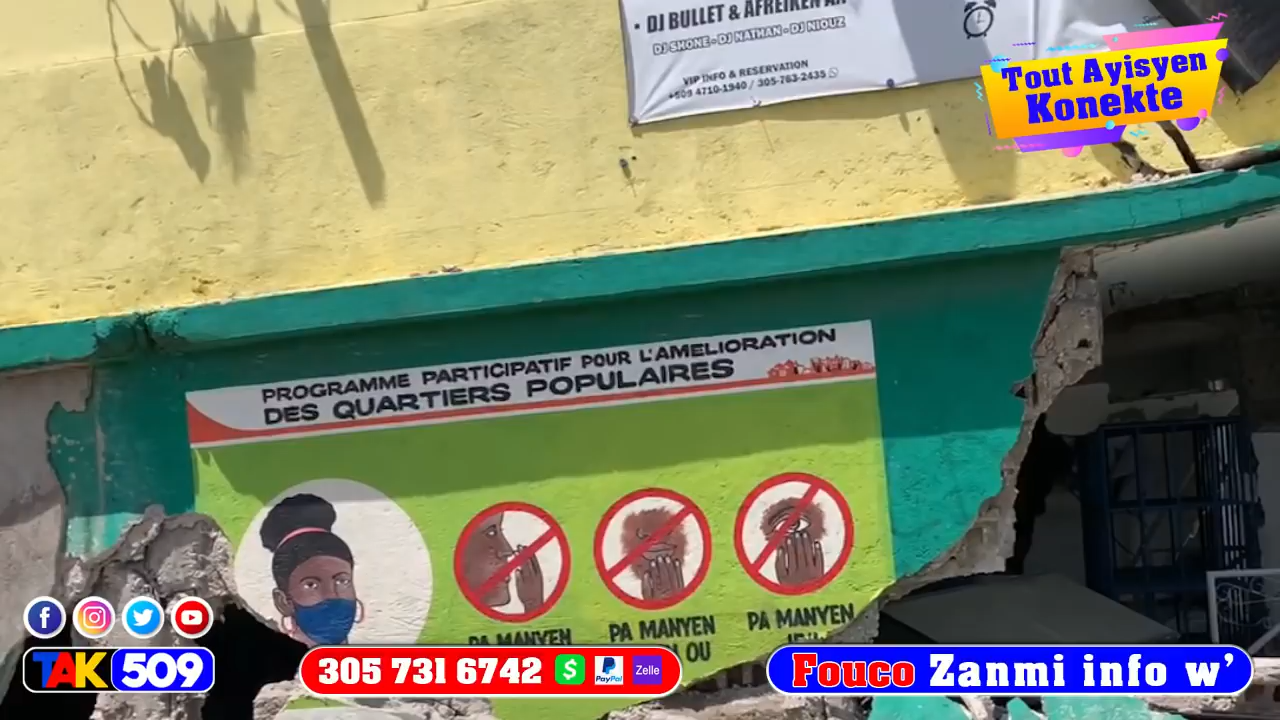 • DJ BULLET & AFREIKEN
DJ SHONE - DJ NATHAN - DJ NIOUZ
VIP INFO & RESERVATION
+509 4710-1940 / 305-763-2435
Tout Ayisyen
Konekte
PROGRAMME PARTICIPATIF POUR L'AMELIORATION
DES QUARTIERS POPULAIRES
PA MANYEN
PA MANYEN
OU
PA MANYEN
TAK 509
305 731 6742
PayPal
Zelle
Fouco Zanmi info w'